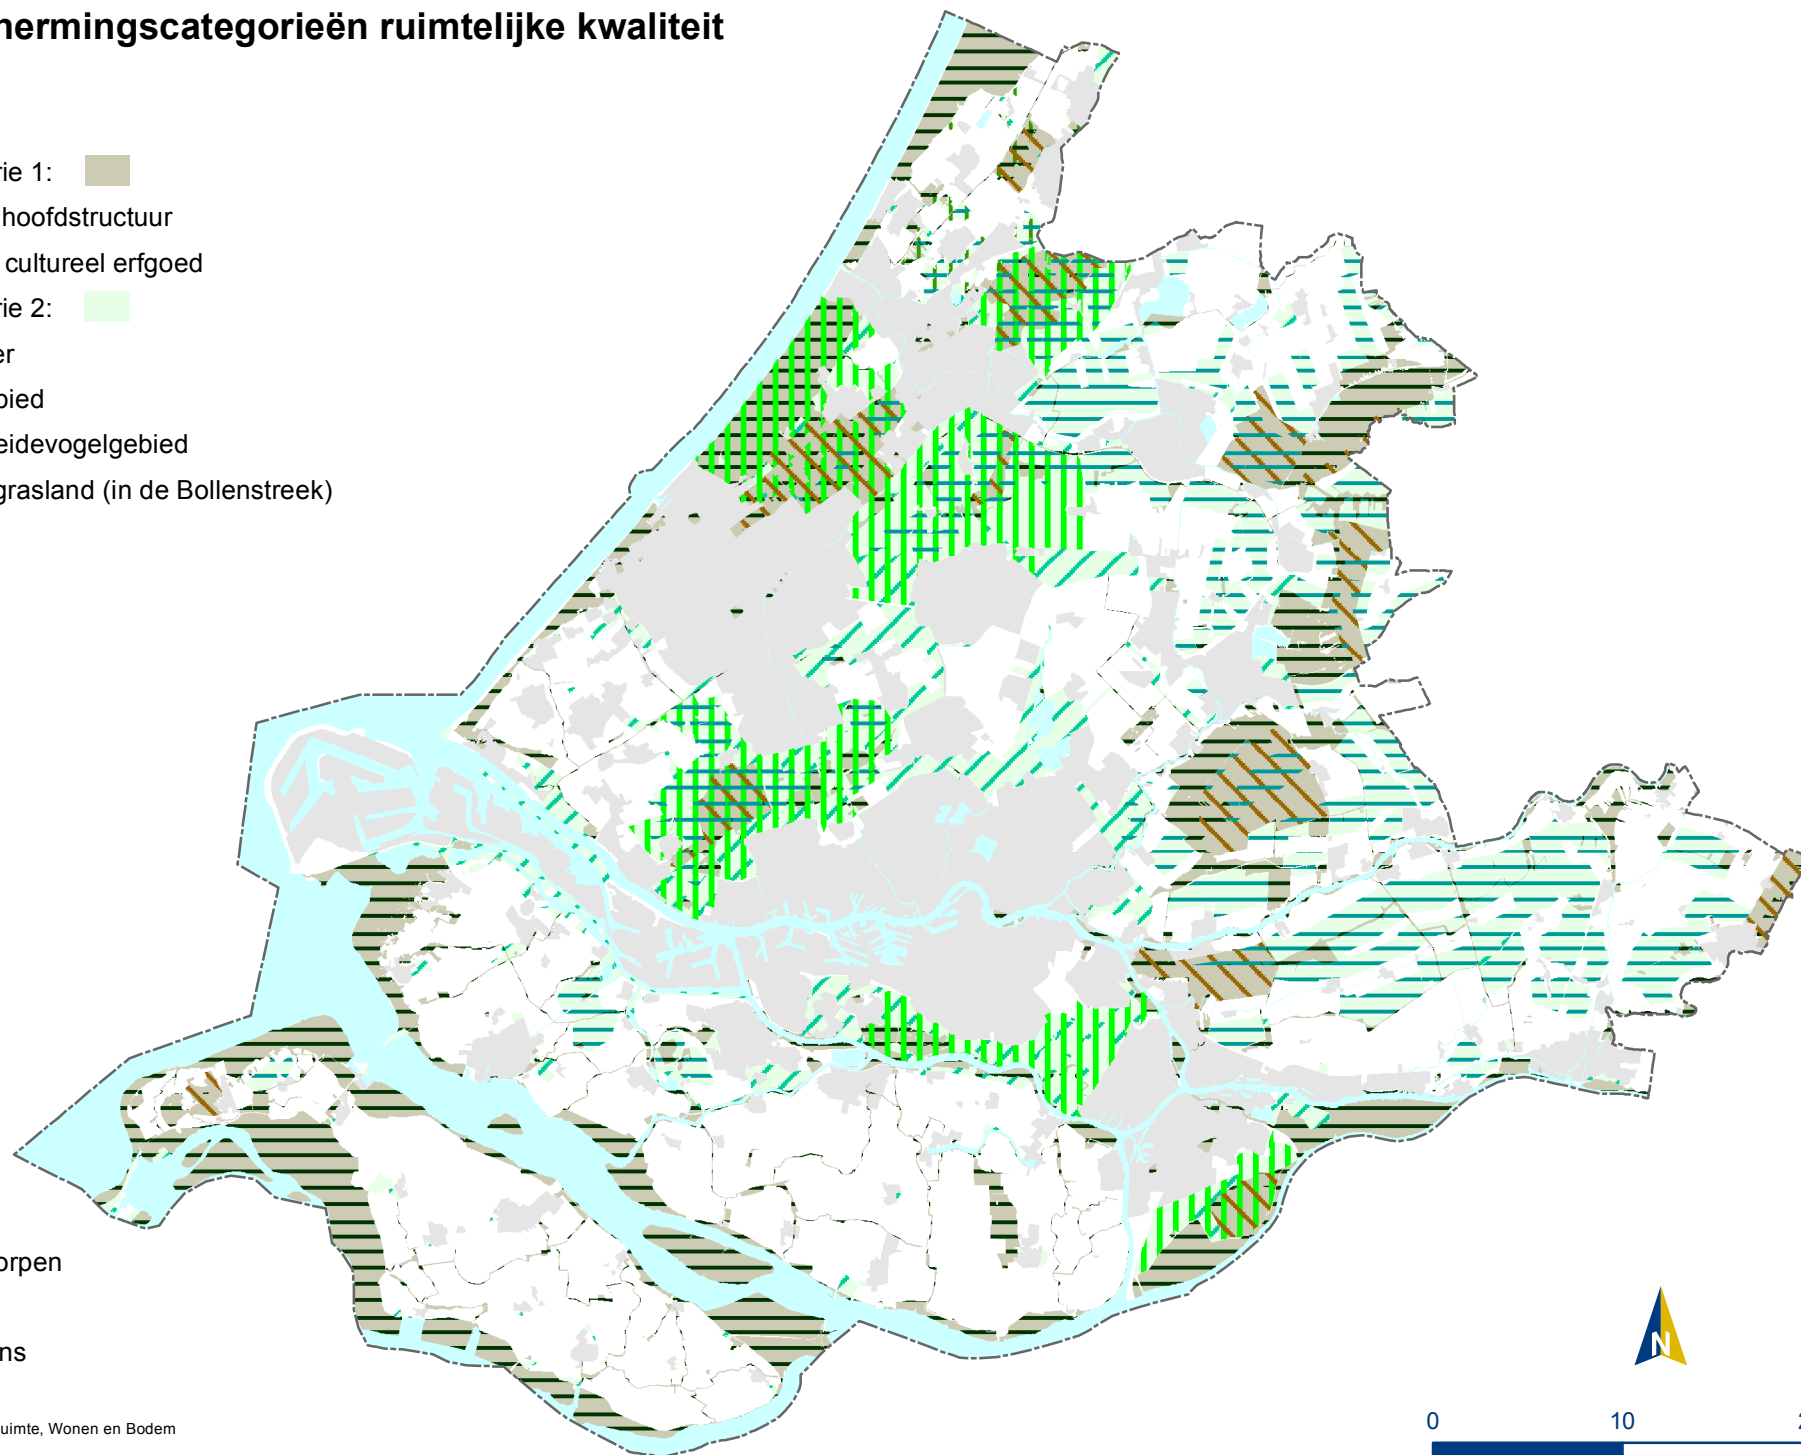 hermingscategorieën ruimtelijke kwaliteit
rie 1:
hoofdstructuur
cultureel erfgoed
rie 2:
er
bied
eidevogelgebied
grasland (in de Bollenstreek)
orpen
ns
uimte, Wonen en Bodem
N
0 10 2